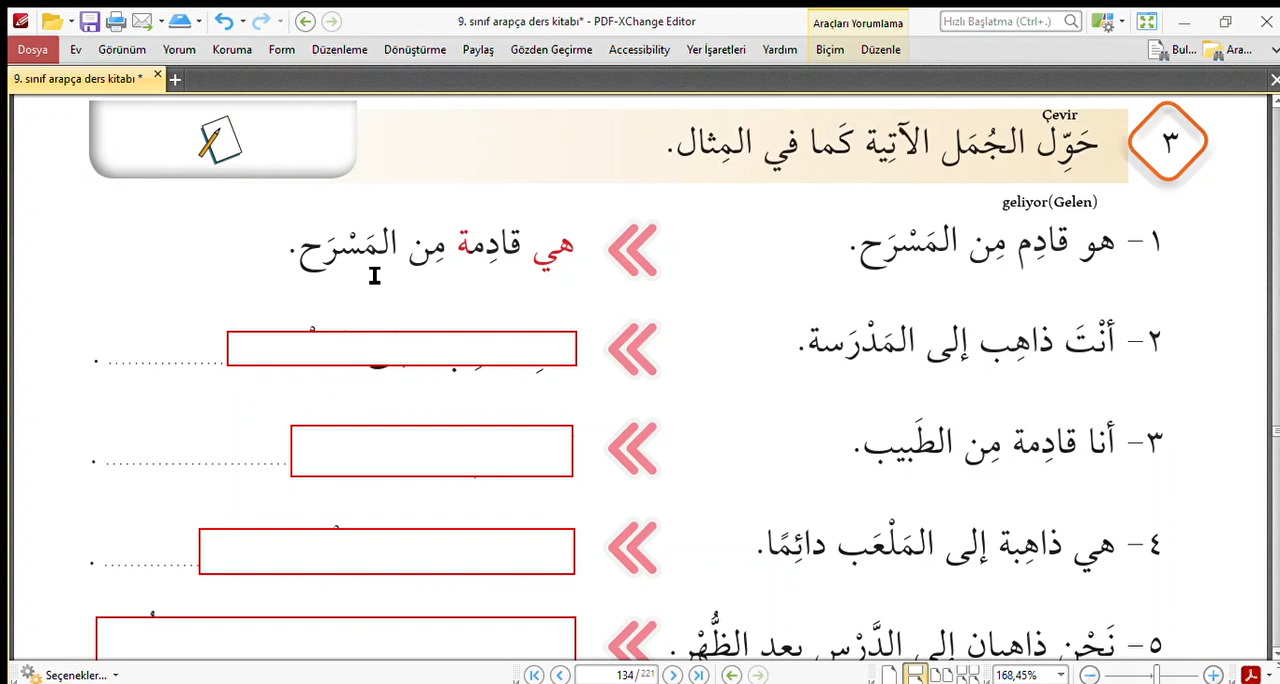 9. sınıf arapça ders kitabı* - PDF-XChange Editor
Araçları Yorumlama
Hızlı Başlatma (Ctrl+.)
Dosya Ev Görünüm Yorum Koruma Form Düzenleme Dönüştürme Paylaş Gözden Geçirme Accessibility Yer İşaretleri Yardım Biçim Düzenle Bul... Ara...
9. sınıf arapça ders kitabı *
Çevir
٣ حَوِّل الجُمَل الآتِية كَما في المِثال.
geliyor(Gelen)
١- هو قادِم مِن المَسْرَح. هي قادِمة مِن المَسْرَح.
٢- أنْتَ ذاهِب إلى المَدْرَسة. .................... .
٣- أنا قادِمة مِن الطَبيب. .................... .
٤- هي ذاهِبة إلى المَلْعَب دائِمًا. .................... .
٥- نَحْن ذاهبان إلى الدَّرْس بعد الظُّهْر.
Seçenekler...
134 / 221
168,45%